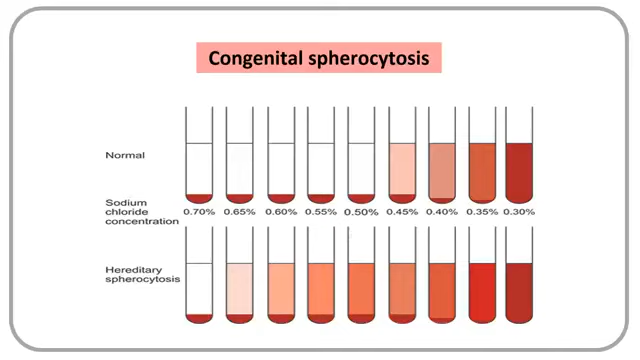 Congenital spherocytosis
Normal
Sodium
chloride
concentration
0.70% 0.65% 0.60% 0.55% 0.50% 0.45% 0.40% 0.35% 0.30%
Hereditary
spherocytosis